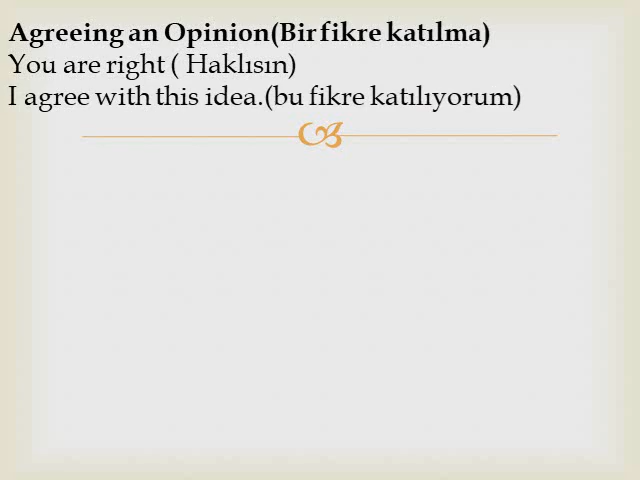 Agreeing an Opinion(Bir fikre katılma)
You are right ( Haklısın)
I agree with this idea.(bu fikre katılıyorum)